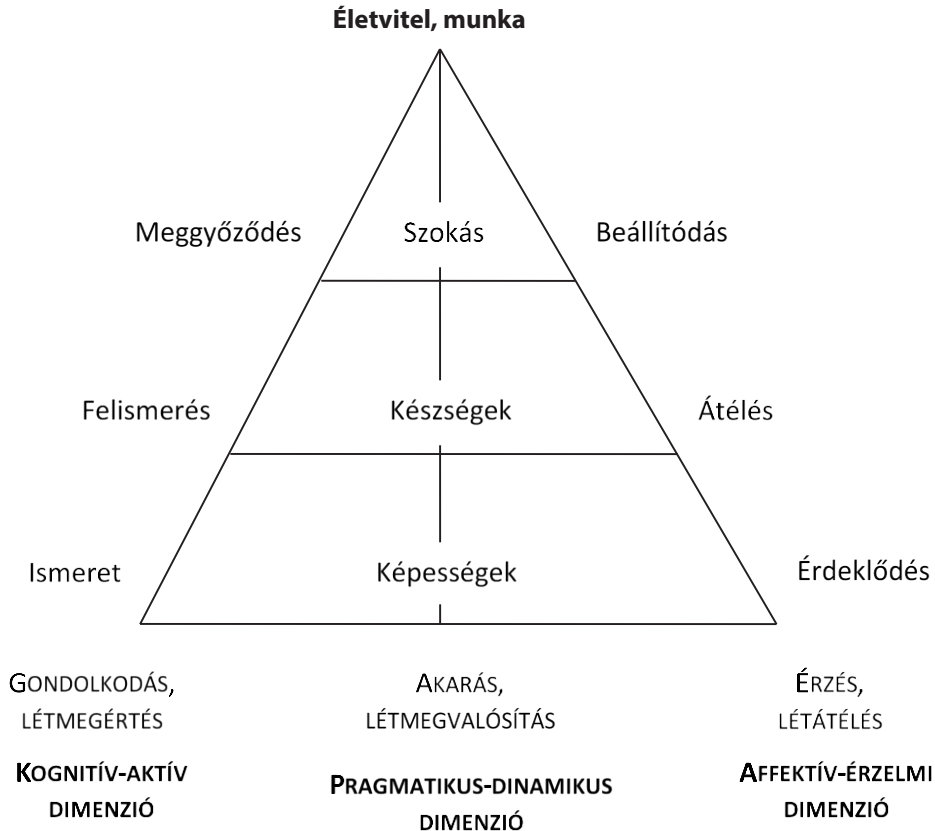 Életvitel, munka
Meggyőződés Szokás Beállítódás
Felismerés Készségek Átélés
Ismeret Képességek Érdeklődés
GONDOLKODÁS, AKARÁS, ÉRZÉS,
LÉTMEGÉRTÉS LÉTMEGVALÓSÍTÁS LÉTÁTÉLÉS
KOGNITÍV-AKTÍV PRAGMATIKUS-DINAMIKUS AFFEKTÍV-ÉRZELMI
DIMENZIÓ DIMENZIÓ DIMENZIÓ